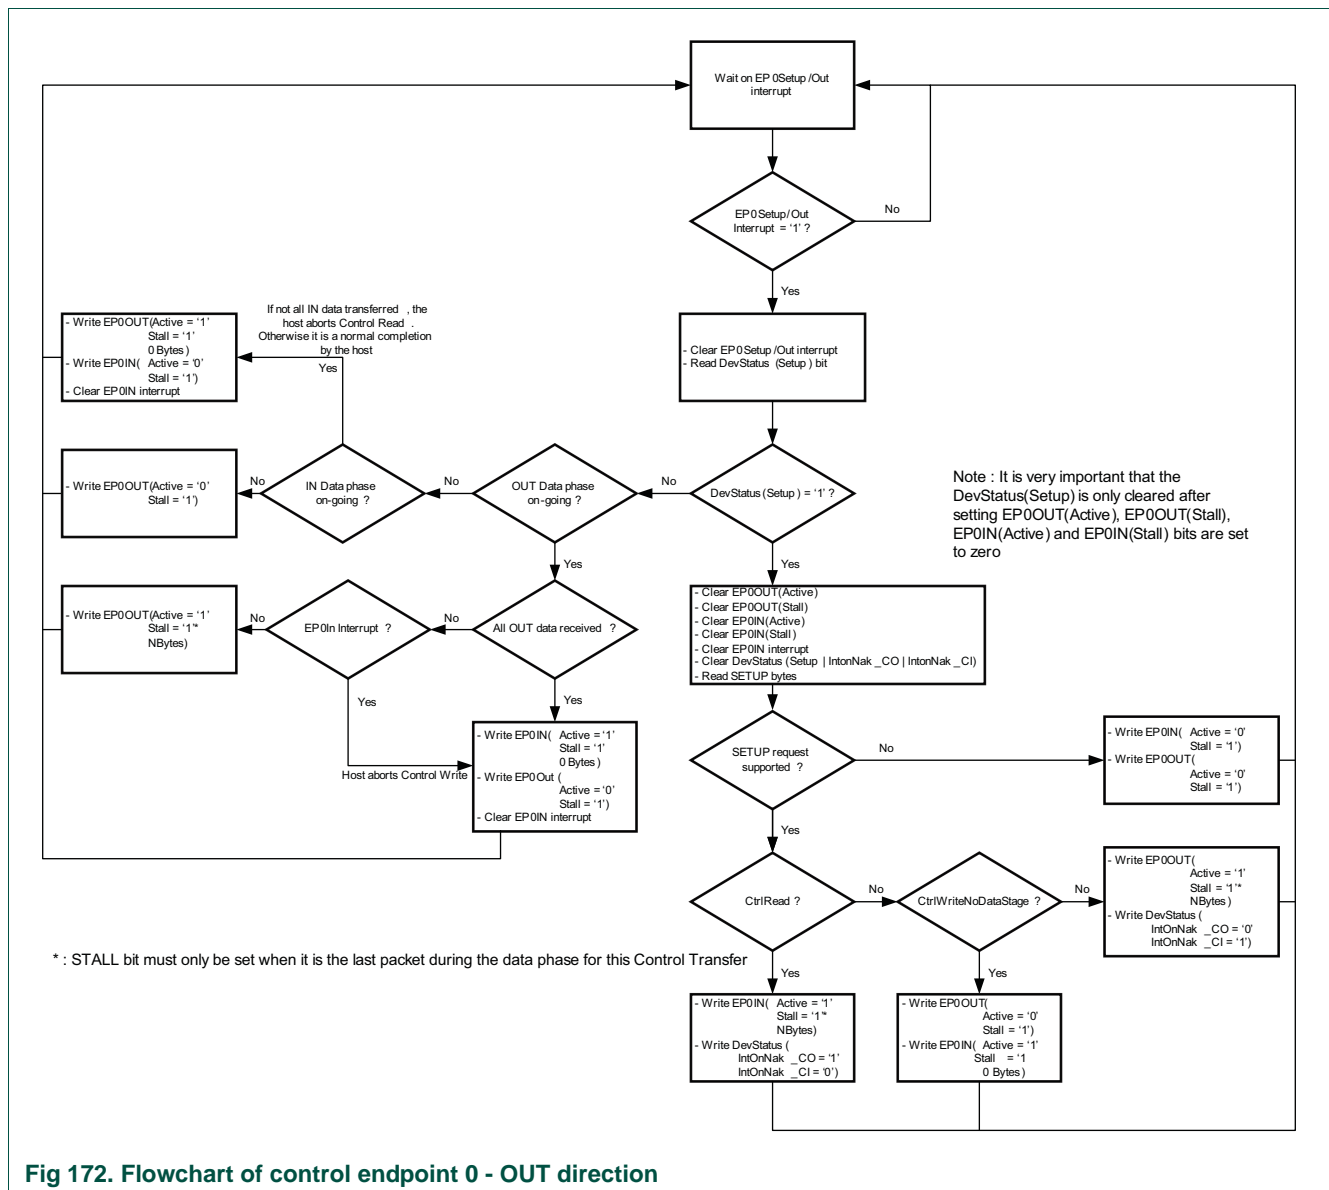 Wait on EP0Setup/Out
interrupt
EP0Setup/Out
Interrupt = '1' ?
No
Yes
- Clear EP0Setup/Out interrupt
- Read DevStatus (Setup) bit
If not all IN data transferred , the
host aborts Control Read .
Otherwise it is a normal completion
by the host
Yes
- Write EP0OUT(Active = '1'
Stall = '1'
0 Bytes)
- Write EP0IN( Active = '0'
Stall = '1')
- Clear EP0IN interrupt
DevStatus(Setup) = '1' ?
No
OUT Data phase
on-going ?
No
IN Data phase
on-going ?
No
- Write EP0OUT(Active = '0'
Stall = '1')
Note : It is very important that the
DevStatus(Setup) is only cleared after
setting EP0OUT(Active), EP0OUT(Stall),
EP0IN(Active) and EP0IN(Stall) bits are set
to zero
Yes
Yes
- Clear EP0OUT(Active)
- Clear EP0OUT(Stall)
- Clear EP0IN(Active)
- Clear EP0IN(Stall)
- Clear EP0IN interrupt
- Clear DevStatus (Setup | IntonNak _CO | IntonNak _CI)
- Read SETUP bytes
All OUT data received ?
No
EP0In Interrupt ?
No
- Write EP0OUT(Active = '1'
Stall = '1'*
NBytes)
Yes
Yes
Host aborts Control Write
- Write EP0IN( Active = '1'
Stall = '1'
0 Bytes)
- Write EP0Out (
Active = '0'
Stall = '1')
- Clear EP0IN interrupt
SETUP request
supported ?
No
- Write EP0IN( Active = '0'
Stall = '1')
- Write EP0OUT(
Active = '0'
Stall = '1')
Yes
CtrlRead ?
No
CtrlWriteNoDataStage ?
No
- Write EP0OUT(
Active = '1'
Stall = '1'*
NBytes)
- Write DevStatus (
IntOnNak _CO = '0'
IntOnNak _CI = '1')
* : STALL bit must only be set when it is the last packet during the data phase for this Control Transfer
Yes
Yes
- Write EP0IN( Active = '1'
Stall = '1'*
NBytes)
- Write DevStatus (
IntOnNak _CO = '1'
IntOnNak _CI = '0')
- Write EP0OUT(
Active = '0'
Stall = '1')
- Write EP0IN( Active = '1'
Stall = '1
0 Bytes)
Fig 172. Flowchart of control endpoint 0 - OUT direction